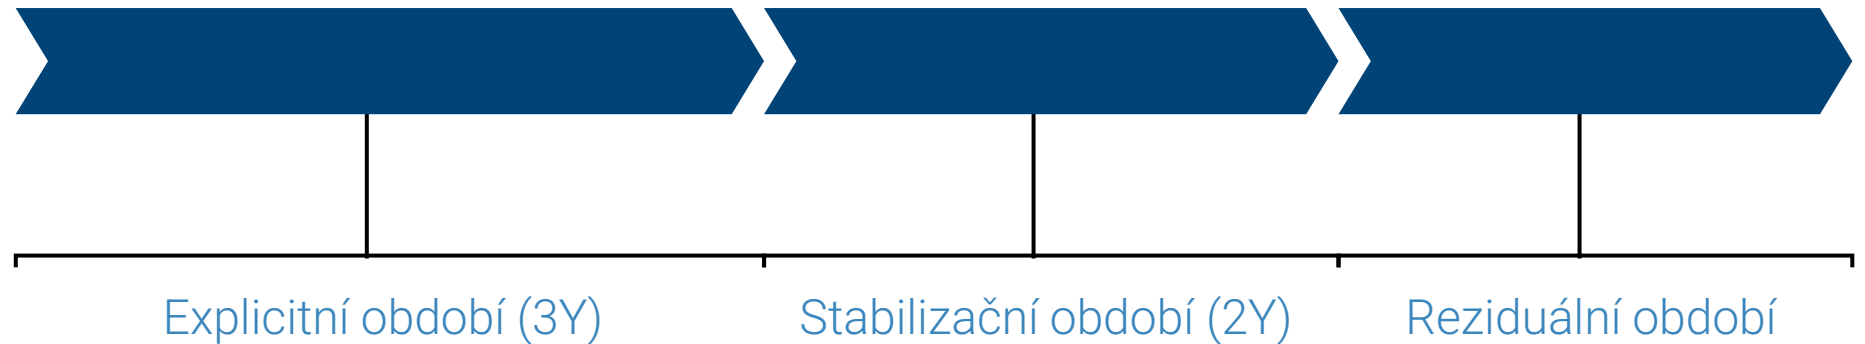 Explicitní období (3Y)
Stabilizační období (2Y)
Reziduální období